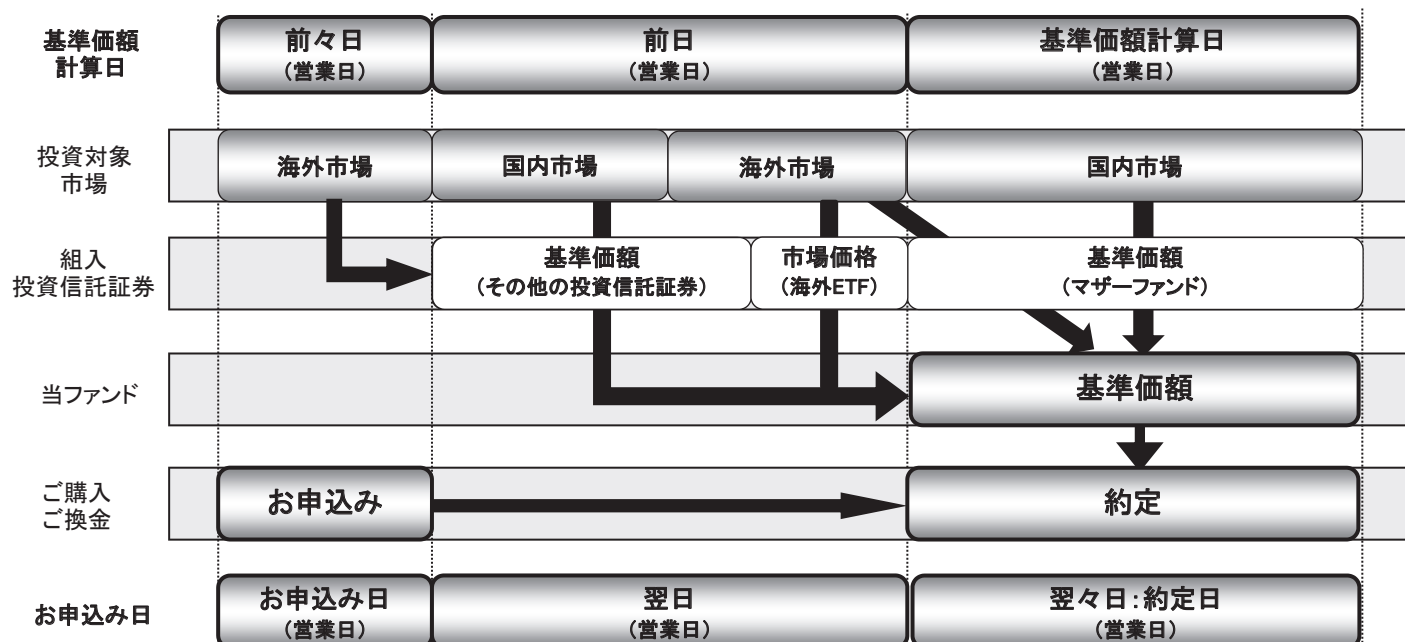 基準価額
計算日
前々日
（営業日）
前日
（営業日）
基準価額計算日
（営業日）
投資対象
市場
海外市場
国内市場
海外市場
国内市場
組入
投資信託証券
基準価額
（その他の投資信託証券）
市場価格
（海外ETF）
基準価額
（マザーファンド）
当ファンド
基準価額
ご購入
ご換金
お申込み
約定
お申込み日
お申込み日
（営業日）
翌日
（営業日）
翌々日：約定日
（営業日）